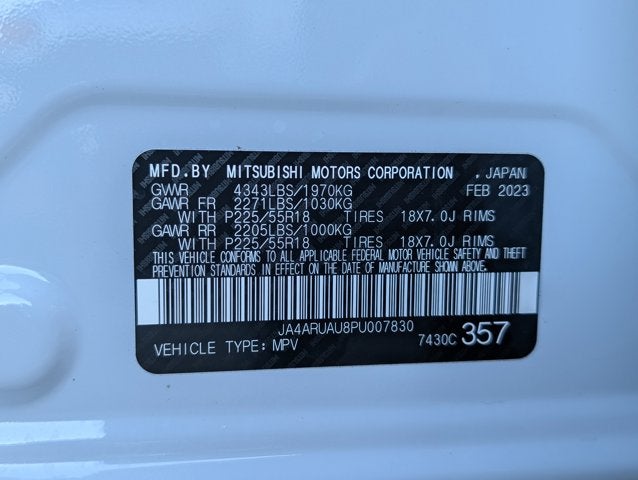 MFD.BY MITSUBISHI MOTORS CORPORATION , JAPAN
GVWR 4343LBS/1970KG FEB 2023
GAWR FR 2271LBS/1030KG
WITH P225/55R18 TIRES 18X7.0J RIMS
GAWR RR 2205LBS/1000KG
WITH P225/55R18 TIRES 18X7.0J RIMS
THIS VEHICLE CONFORMS TO ALL APPLICABLE FEDERAL MOTOR VEHICLE SAFETY AND THEFT
PREVENTION STANDARDS IN EFFECT ON THE DATE OF MANUFACTURE SHOWN ABOVE.
JA4ARUAU8PU007830
VEHICLE TYPE: MPV 7430C 357